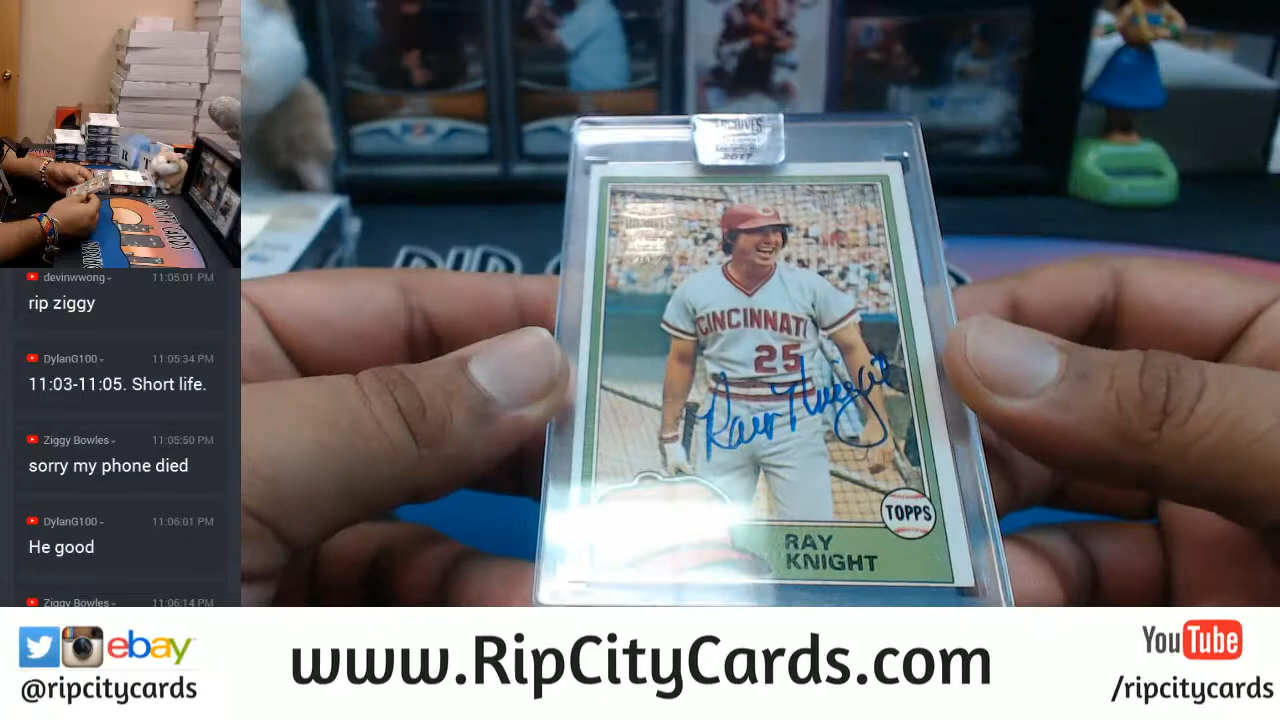 devinwwong
11:05:01 PM
rip ziggy
DylanG100
11:05:34 PM
11:03-11:05. Short life.
Ziggy Bowles
11:05:50 PM
sorry my phone died
DylanG100
11:06:01 PM
He good
Ziggy Bowles
11:06:14 PM
ARCHIVES
2017
CINCINNATI
25
Ray Knight
TOPPS
RAY
KNIGHT
ebay
@ripcitycards
www.RipCityCards.com
YouTube
/ripcitycards